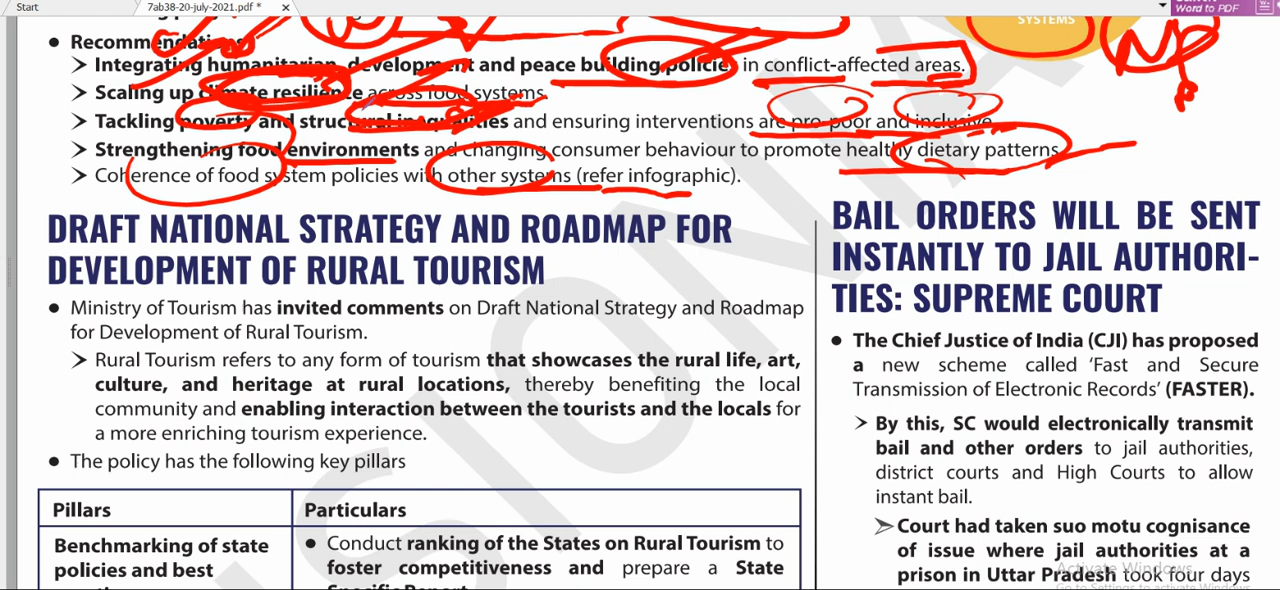 Start
7ab38-20-july-2021.pdf *
Word to PDF
SYSTEMS
Recommendations
➤ Integrating humanitarian, development and peace building policies in conflict-affected areas.
➤ Scaling up climate resilience across food systems.
➤ Tackling poverty and structural inequalities and ensuring interventions are pro-poor and inclusive
➤ Strengthening food environments and changing consumer behaviour to promote healthy dietary patterns
➤ Coherence of food system policies with other systems (refer infographic).
DRAFT NATIONAL STRATEGY AND ROADMAP FOR
DEVELOPMENT OF RURAL TOURISM
● Ministry of Tourism has invited comments on Draft National Strategy and Roadmap
for Development of Rural Tourism.
➤ Rural Tourism refers to any form of tourism that showcases the rural life, art,
culture, and heritage at rural locations, thereby benefiting the local
community and enabling interaction between the tourists and the locals for
a more enriching tourism experience.
● The policy has the following key pillars
Pillars
Particulars
Benchmarking of state
policies and best
● Conduct ranking of the States on Rural Tourism to
foster competitiveness and prepare a State
Specific Report
BAIL ORDERS WILL BE SENT
INSTANTLY TO JAIL AUTHORI-
TIES: SUPREME COURT
● The Chief Justice of India (CJI) has proposed
a new scheme called 'Fast and Secure
Transmission of Electronic Records' (FASTER).
➤ By this, SC would electronically transmit
bail and other orders to jail authorities,
district courts and High Courts to allow
instant bail.
➤ Court had taken suo motu cognisance
of issue where jail authorities at a
prison in Uttar Pradesh took four days
Activate Windows
Go to Settings to activate Windows.